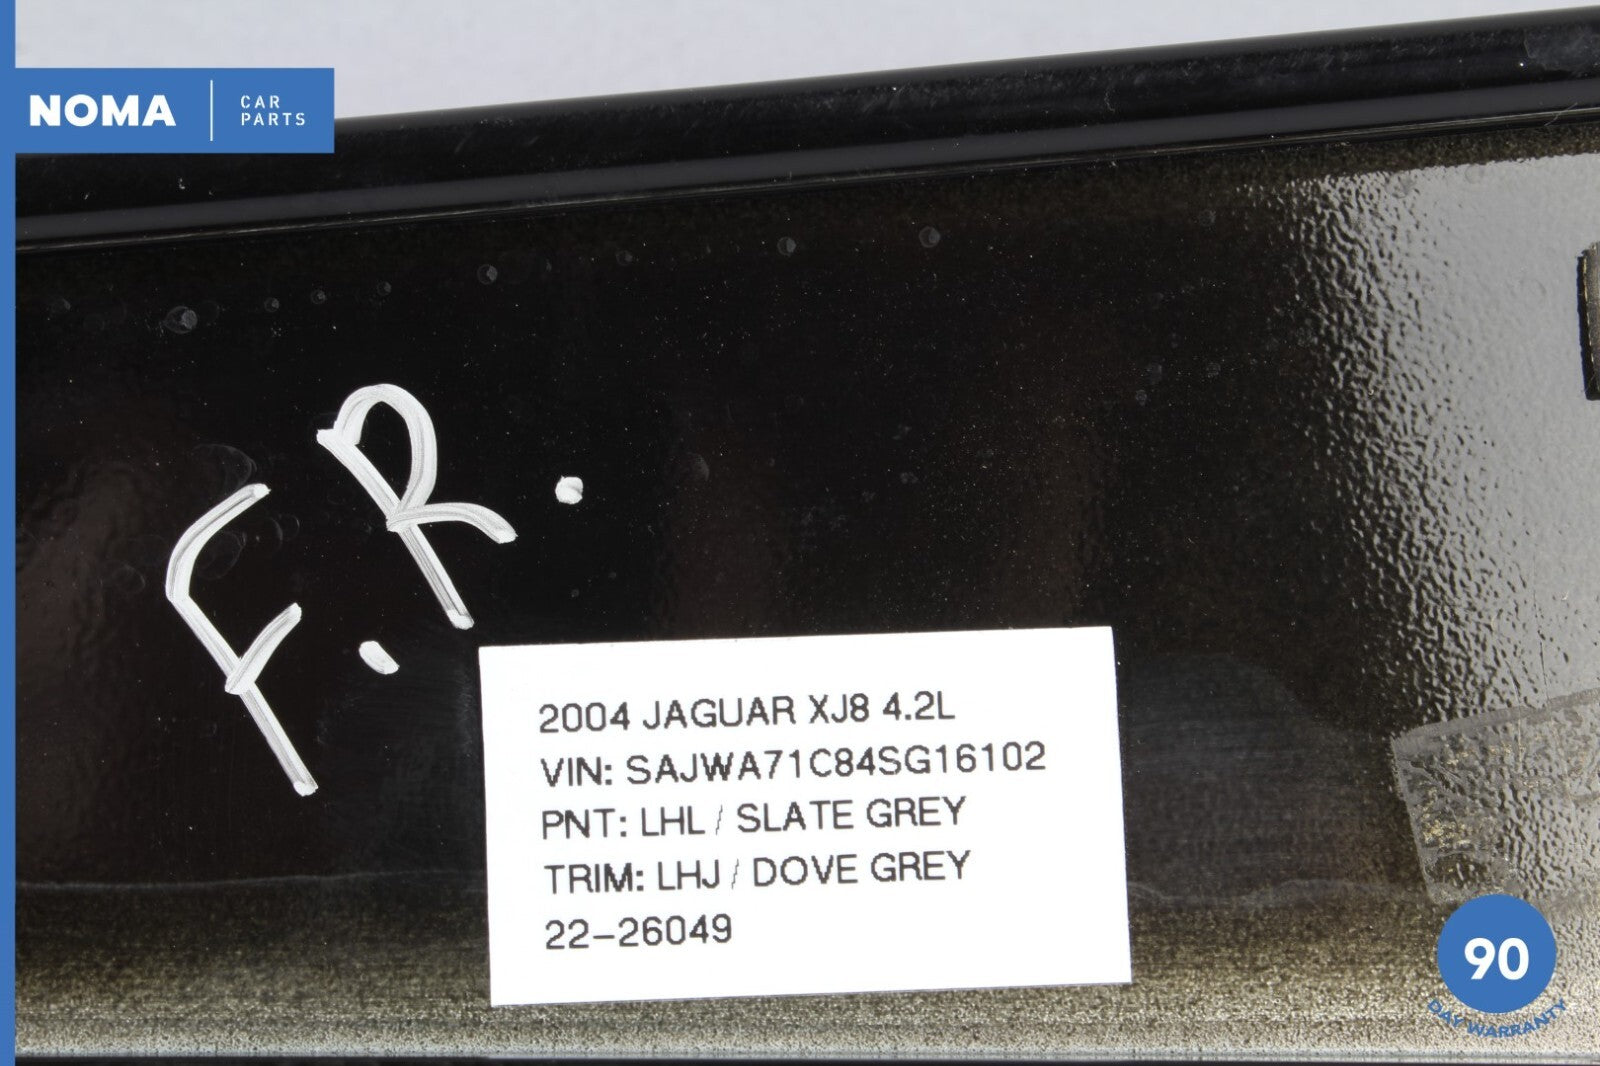 NOMA
CAR
PARTS
F.R.
2004 JAGUAR XJ8 4.2L
VIN: SAJWA71C84SG16102
PNT: LHL / SLATE GREY
TRIM: LHJ / DOVE GREY
22-26049
90
DAY WARRANTY